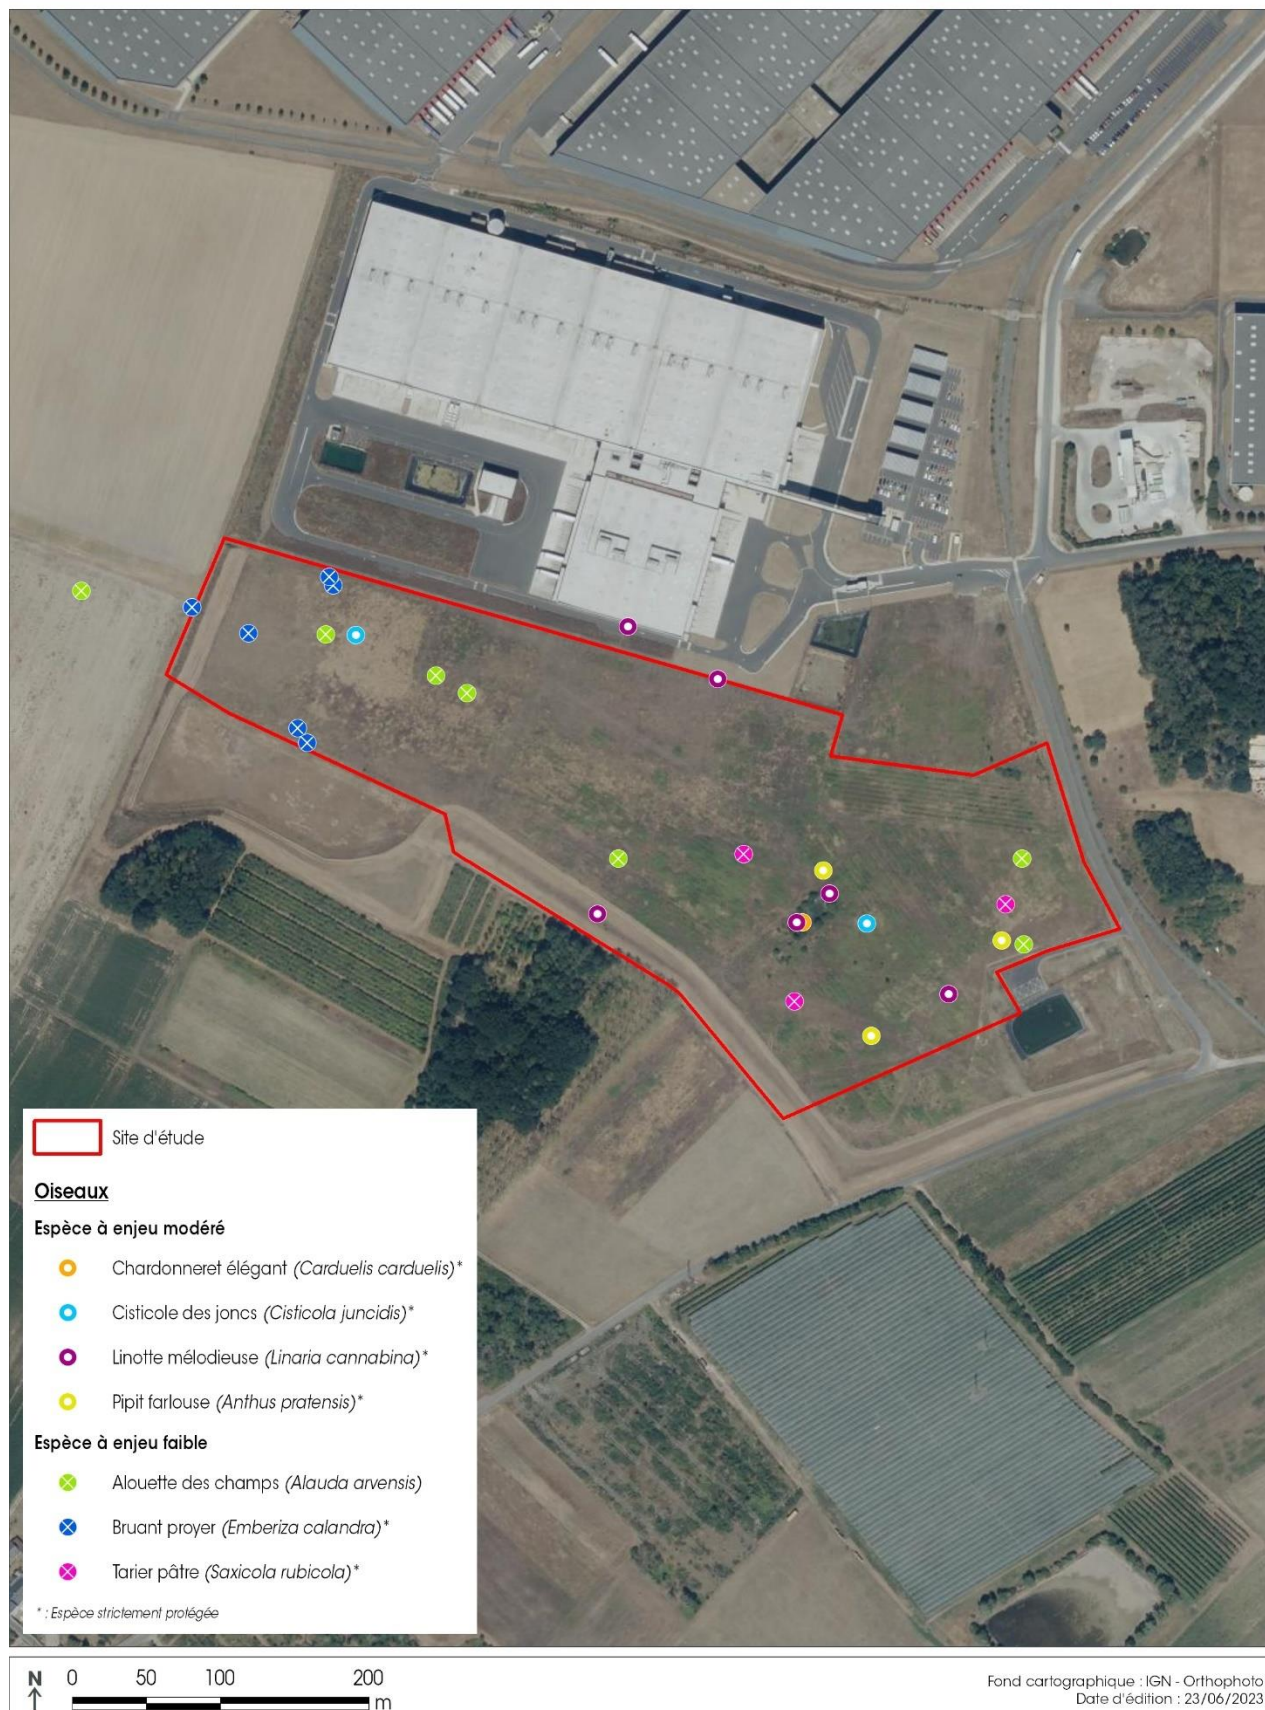 Site d'étude
Oiseaux
Espèce à enjeu modéré
Chardonneret élégant (Carduelis carduelis)*
Cisticole des joncs (Cisticola juncidis)*
Linotte mélodieuse (Linaria cannabina)*
Pipit farlouse (Anthus pratensis)*
Espèce à enjeu faible
Alouette des champs (Alauda arvensis)
Bruant proyer (Emberiza calandra)*
Tarier pâtre (Saxicola rubicola)*
* : Espèce strictement protégée
N 0 50 100 200
m
Fond cartographique : IGN - Orthophoto
Date d'édition : 23/06/2023